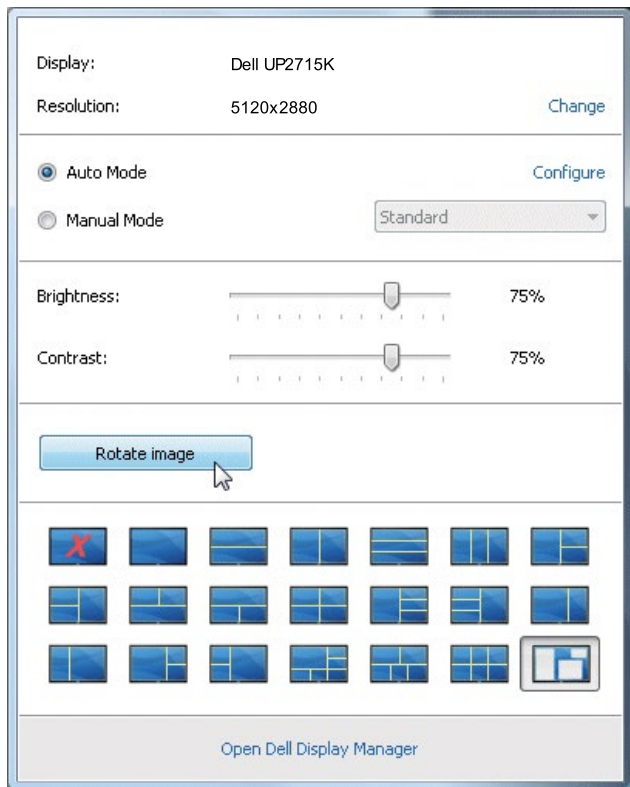 Display: Dell UP2715K
Resolution: 5120x2880 Change
Auto Mode Configure
Manual Mode Standard
Brightness: 75%
Contrast: 75%
Rotate image
X
Open Dell Display Manager